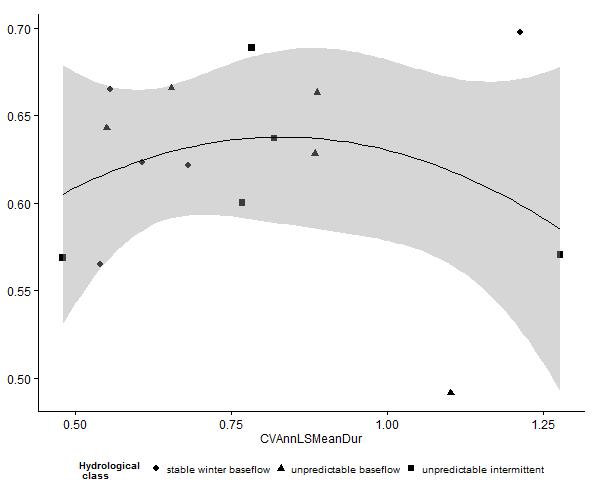 0.70
0.65
0.60
0.55
0.50
0.50 0.75 1.00 1.25
CVAnnLSMeanDur
Hydrological
class
stable winter baseflow unpredictable baseflow unpredictable intermittent